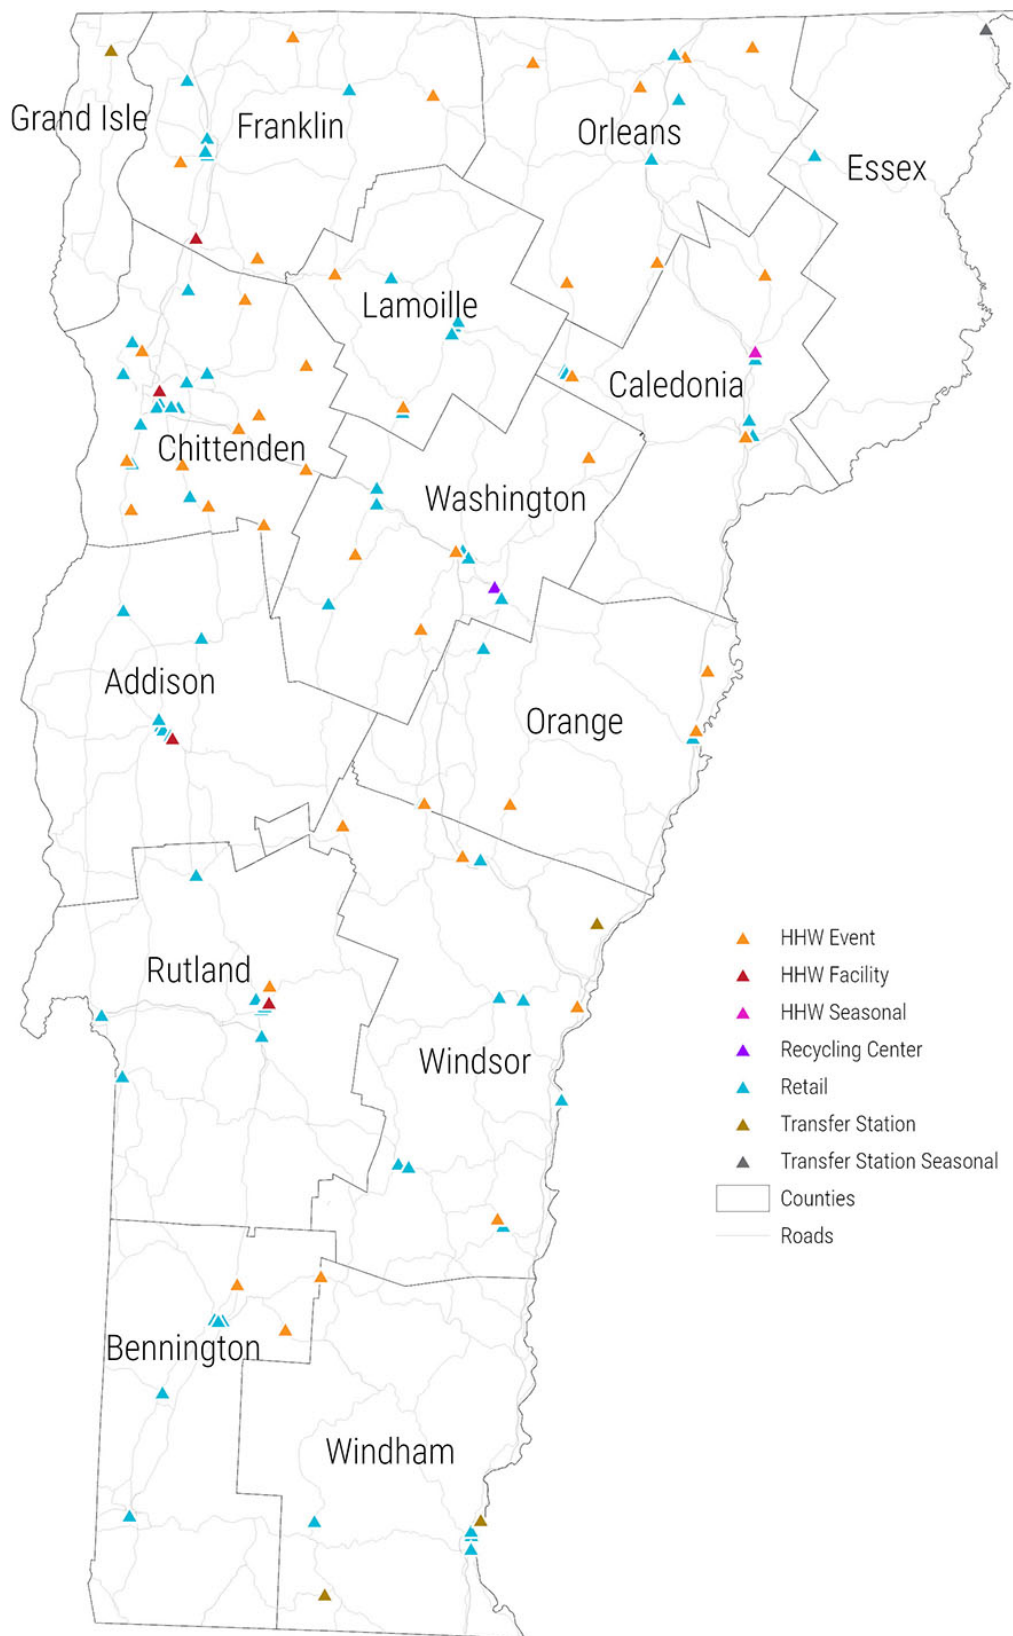 Grand Isle
Franklin
Orleans
Essex
Lamoille
Caledonia
Chittenden
Washington
Addison
Orange
Rutland
Windsor
Bennington
Windham
HHW Event
HHW Facility
HHW Seasonal
Recycling Center
Retail
Transfer Station
Transfer Station Seasonal
Counties
Roads